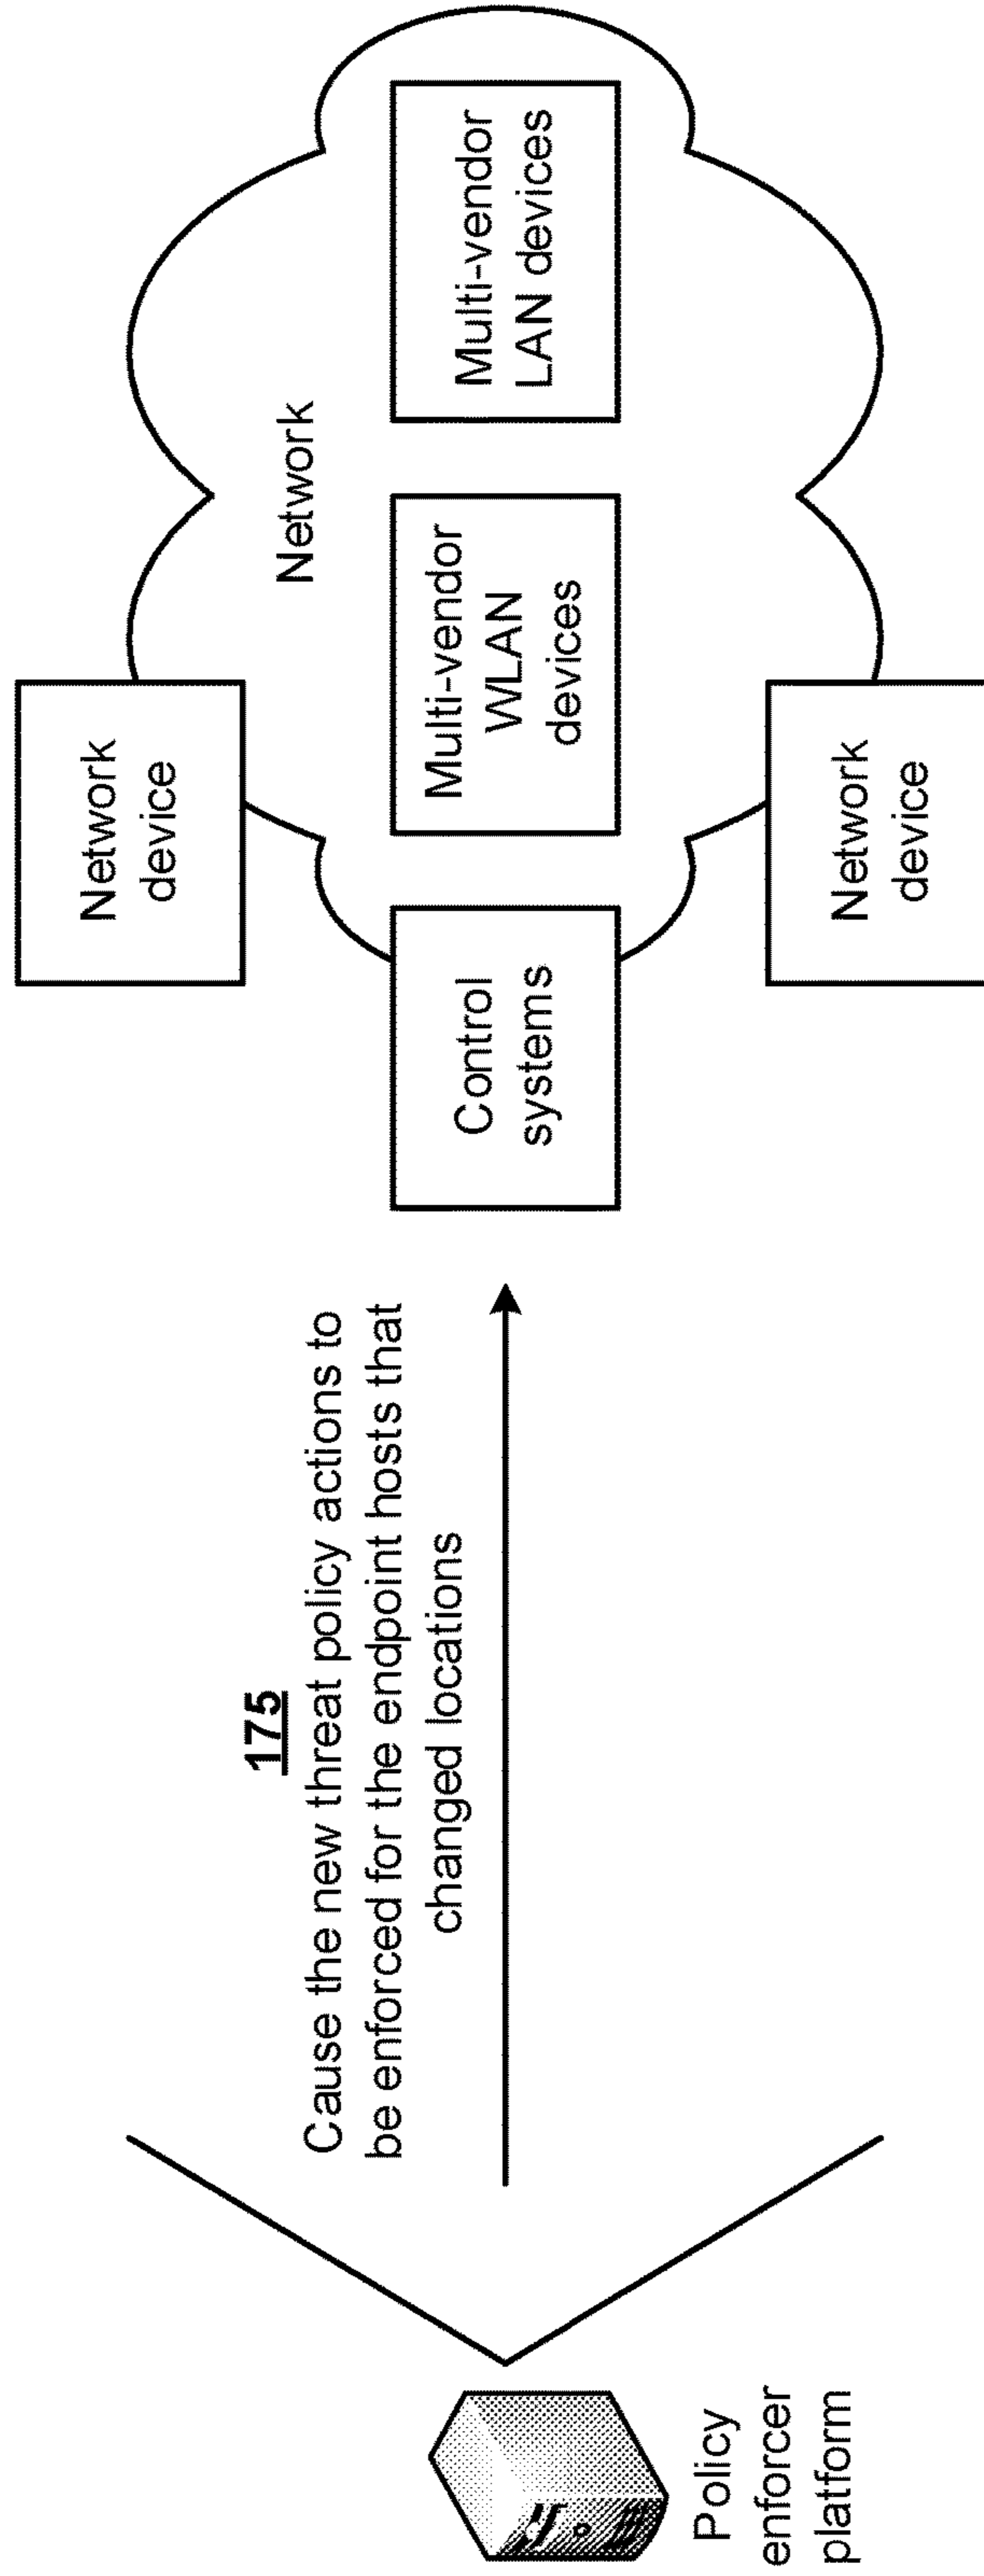 175
Cause the new threat policy actions to
be enforced for the endpoint hosts that
changed locations
Policy
enforcer
platform
Network
device
Network
Control
systems
Multi-vendor
WLAN
devices
Multi-vendor
LAN devices
Network
device